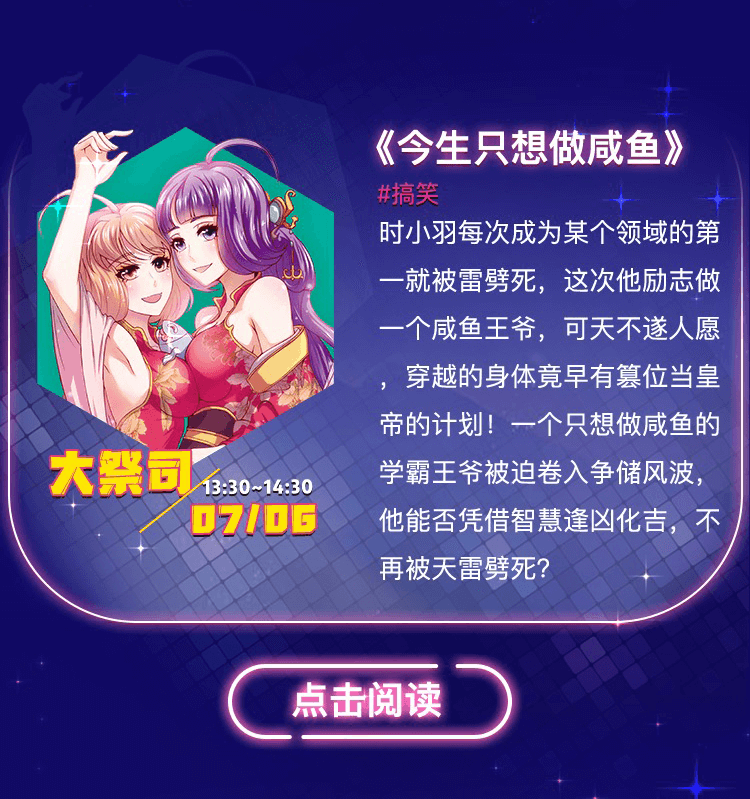 《今生只想做咸鱼》
#搞笑
时小羽每次成为某个领域的第
一就被雷劈死，这次他励志做
一个咸鱼王爷，可天不遂人愿
，穿越的身体竟早有篡位当皇
帝的计划！一个只想做咸鱼的
学霸王爷被迫卷入争储风波，
他能否凭借智慧逢凶化吉，不
再被天雷劈死？
大祭司
13:30~14:30
07/06
点击阅读